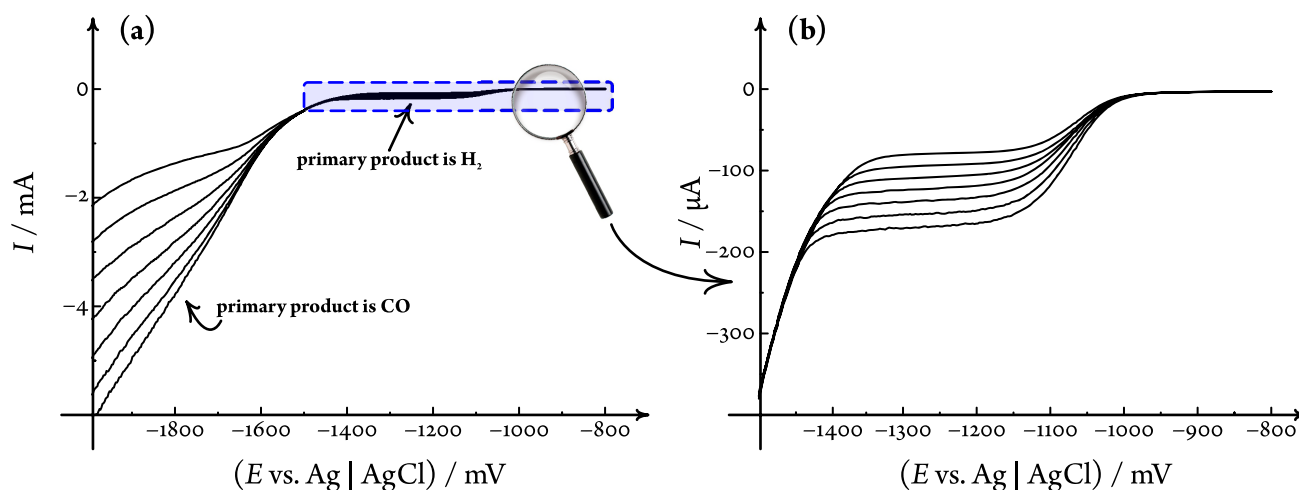 (a)
0
−2
−4
I / mA
primary product is H₂
primary product is CO
−1800 −1600 −1400 −1200 −1000 −800
(E vs. Ag | AgCl) / mV
(b)
0
−100
−200
−300
I / μA
−1400 −1300 −1200 −1100 −1000 −900 −800
(E vs. Ag | AgCl) / mV